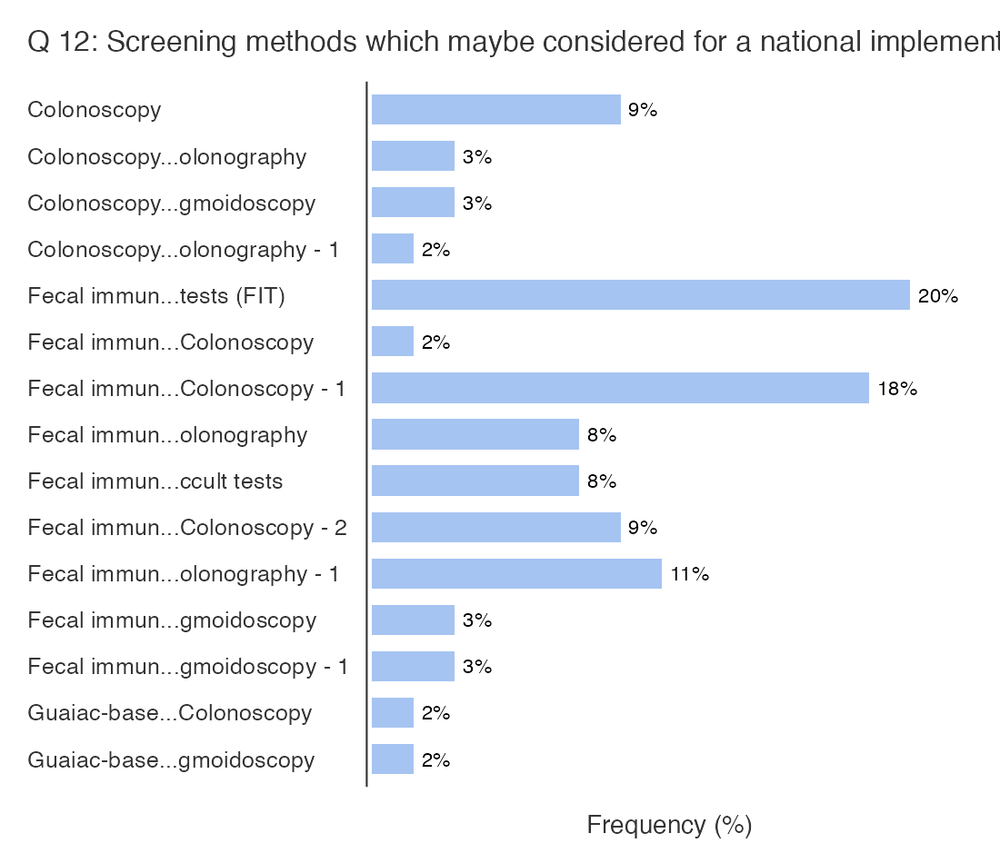 Q 12: Screening methods which maybe considered for a national implement
Colonoscopy 9%
Colonoscopy...olonography 3%
Colonoscopy...gmoidoscopy 3%
Colonoscopy...olonography - 1 2%
Fecal immun...tests (FIT) 20%
Fecal immun...Colonoscopy 2%
Fecal immun...Colonoscopy - 1 18%
Fecal immun...olonography 8%
Fecal immun...ccult tests 8%
Fecal immun...Colonoscopy - 2 9%
Fecal immun...olonography - 1 11%
Fecal immun...gmoidoscopy 3%
Fecal immun...gmoidoscopy - 1 3%
Guaiac-base...Colonoscopy 2%
Guaiac-base...gmoidoscopy 2%
Frequency (%)